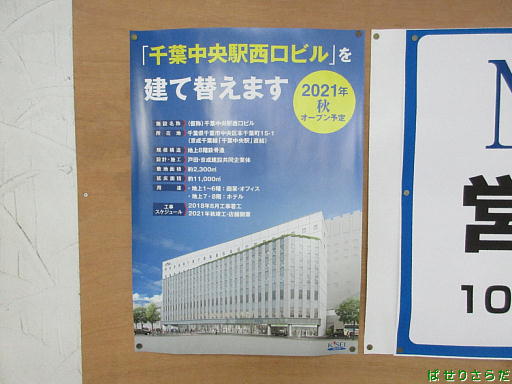 「千葉中央駅西口ビル」を
建て替えます
2021年
秋
オープン予定
施設名称 (仮称)千葉中央駅西口ビル
所在地 千葉県千葉市中央区本千葉町15-1
(京成千葉線「千葉中央駅」直結)
規模構造 地上8階鉄骨造
設計・施工 戸田・京成建設共同企業体
敷地面積 約2,300㎡
延床面積 約11,000㎡
用途 ・地上1〜6階:商業・オフィス
・地上7・8階:ホテル
工事
スケジュール 2018年8月工事着工
2021年秋竣工・店舗開業
KSEI
営
10
ぱせりさらだ